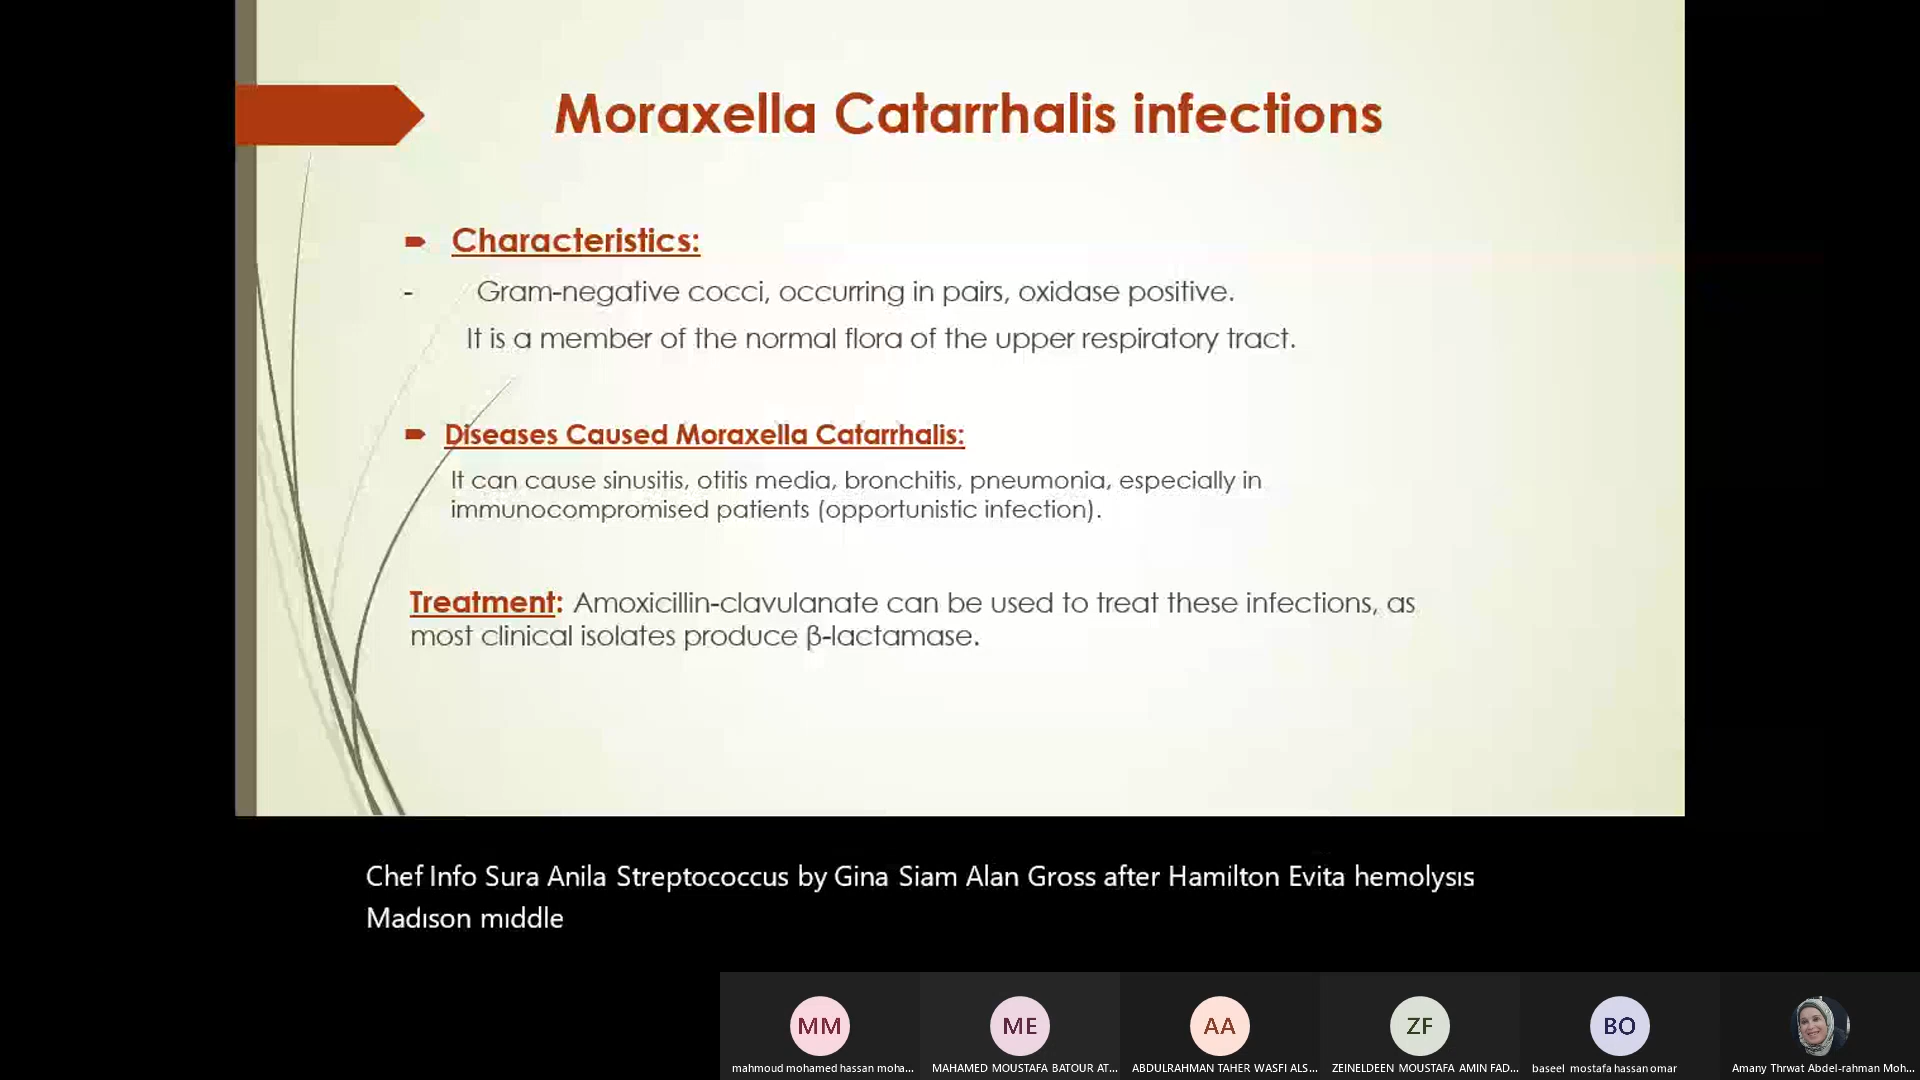 Moraxella Catarrhalis infections
Characteristics:
- Gram-negative cocci, occurring in pairs, oxidase positive.
It is a member of the normal flora of the upper respiratory tract.
Diseases Caused Moraxella Catarrhalis:
It can cause sinusitis, otitis media, bronchitis, pneumonia, especially in
immunocompromised patients (opportunistic infection).
Treatment: Amoxicillin-clavulanate can be used to treat these infections, as
most clinical isolates produce β-lactamase.
Chef Info Sura Anila Streptococcus by Gina Siam Alan Gross after Hamilton Evita hemolysis
Madison middle
MM ME AA ZF BO
mahmoud mohamed hassan moha... MAHAMED MOUSTAFA BATOUR AT... ABDULRAHMAN TAHER WASFI ALS... ZEINELDEEN MOUSTAFA AMIN FAD... baseel mostafa hassan omar Amany Thrwat Abdel-rahman Moh...